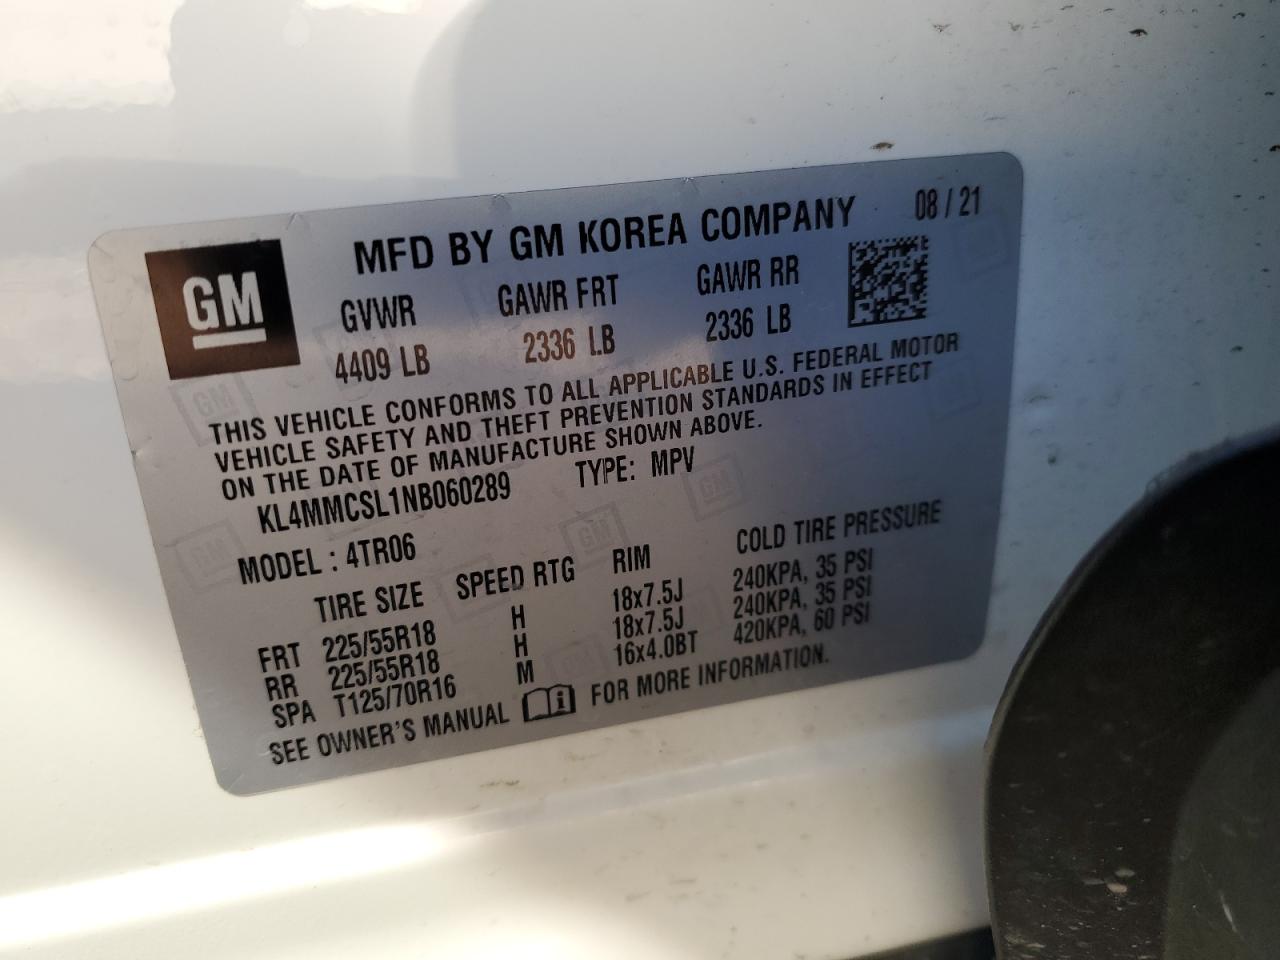 GM
MFD BY GM KOREA COMPANY 08 / 21
GVWR GAWR FRT GAWR RR
4409 LB 2336 LB 2336 LB
THIS VEHICLE CONFORMS TO ALL APPLICABLE U.S. FEDERAL MOTOR
VEHICLE SAFETY AND THEFT PREVENTION STANDARDS IN EFFECT
ON THE DATE OF MANUFACTURE SHOWN ABOVE.
KL4MMCSL1NB060289 TYPE: MPV
MODEL : 4TR06
TIRE SIZE SPEED RTG RIM COLD TIRE PRESSURE
FRT 225/55R18 H 18x7.5J 240KPA, 35 PSI
RR 225/55R18 H 18x7.5J 240KPA, 35 PSI
SPA T125/70R16 M 16x4.0BT 420KPA, 60 PSI
SEE OWNER'S MANUAL FOR MORE INFORMATION.